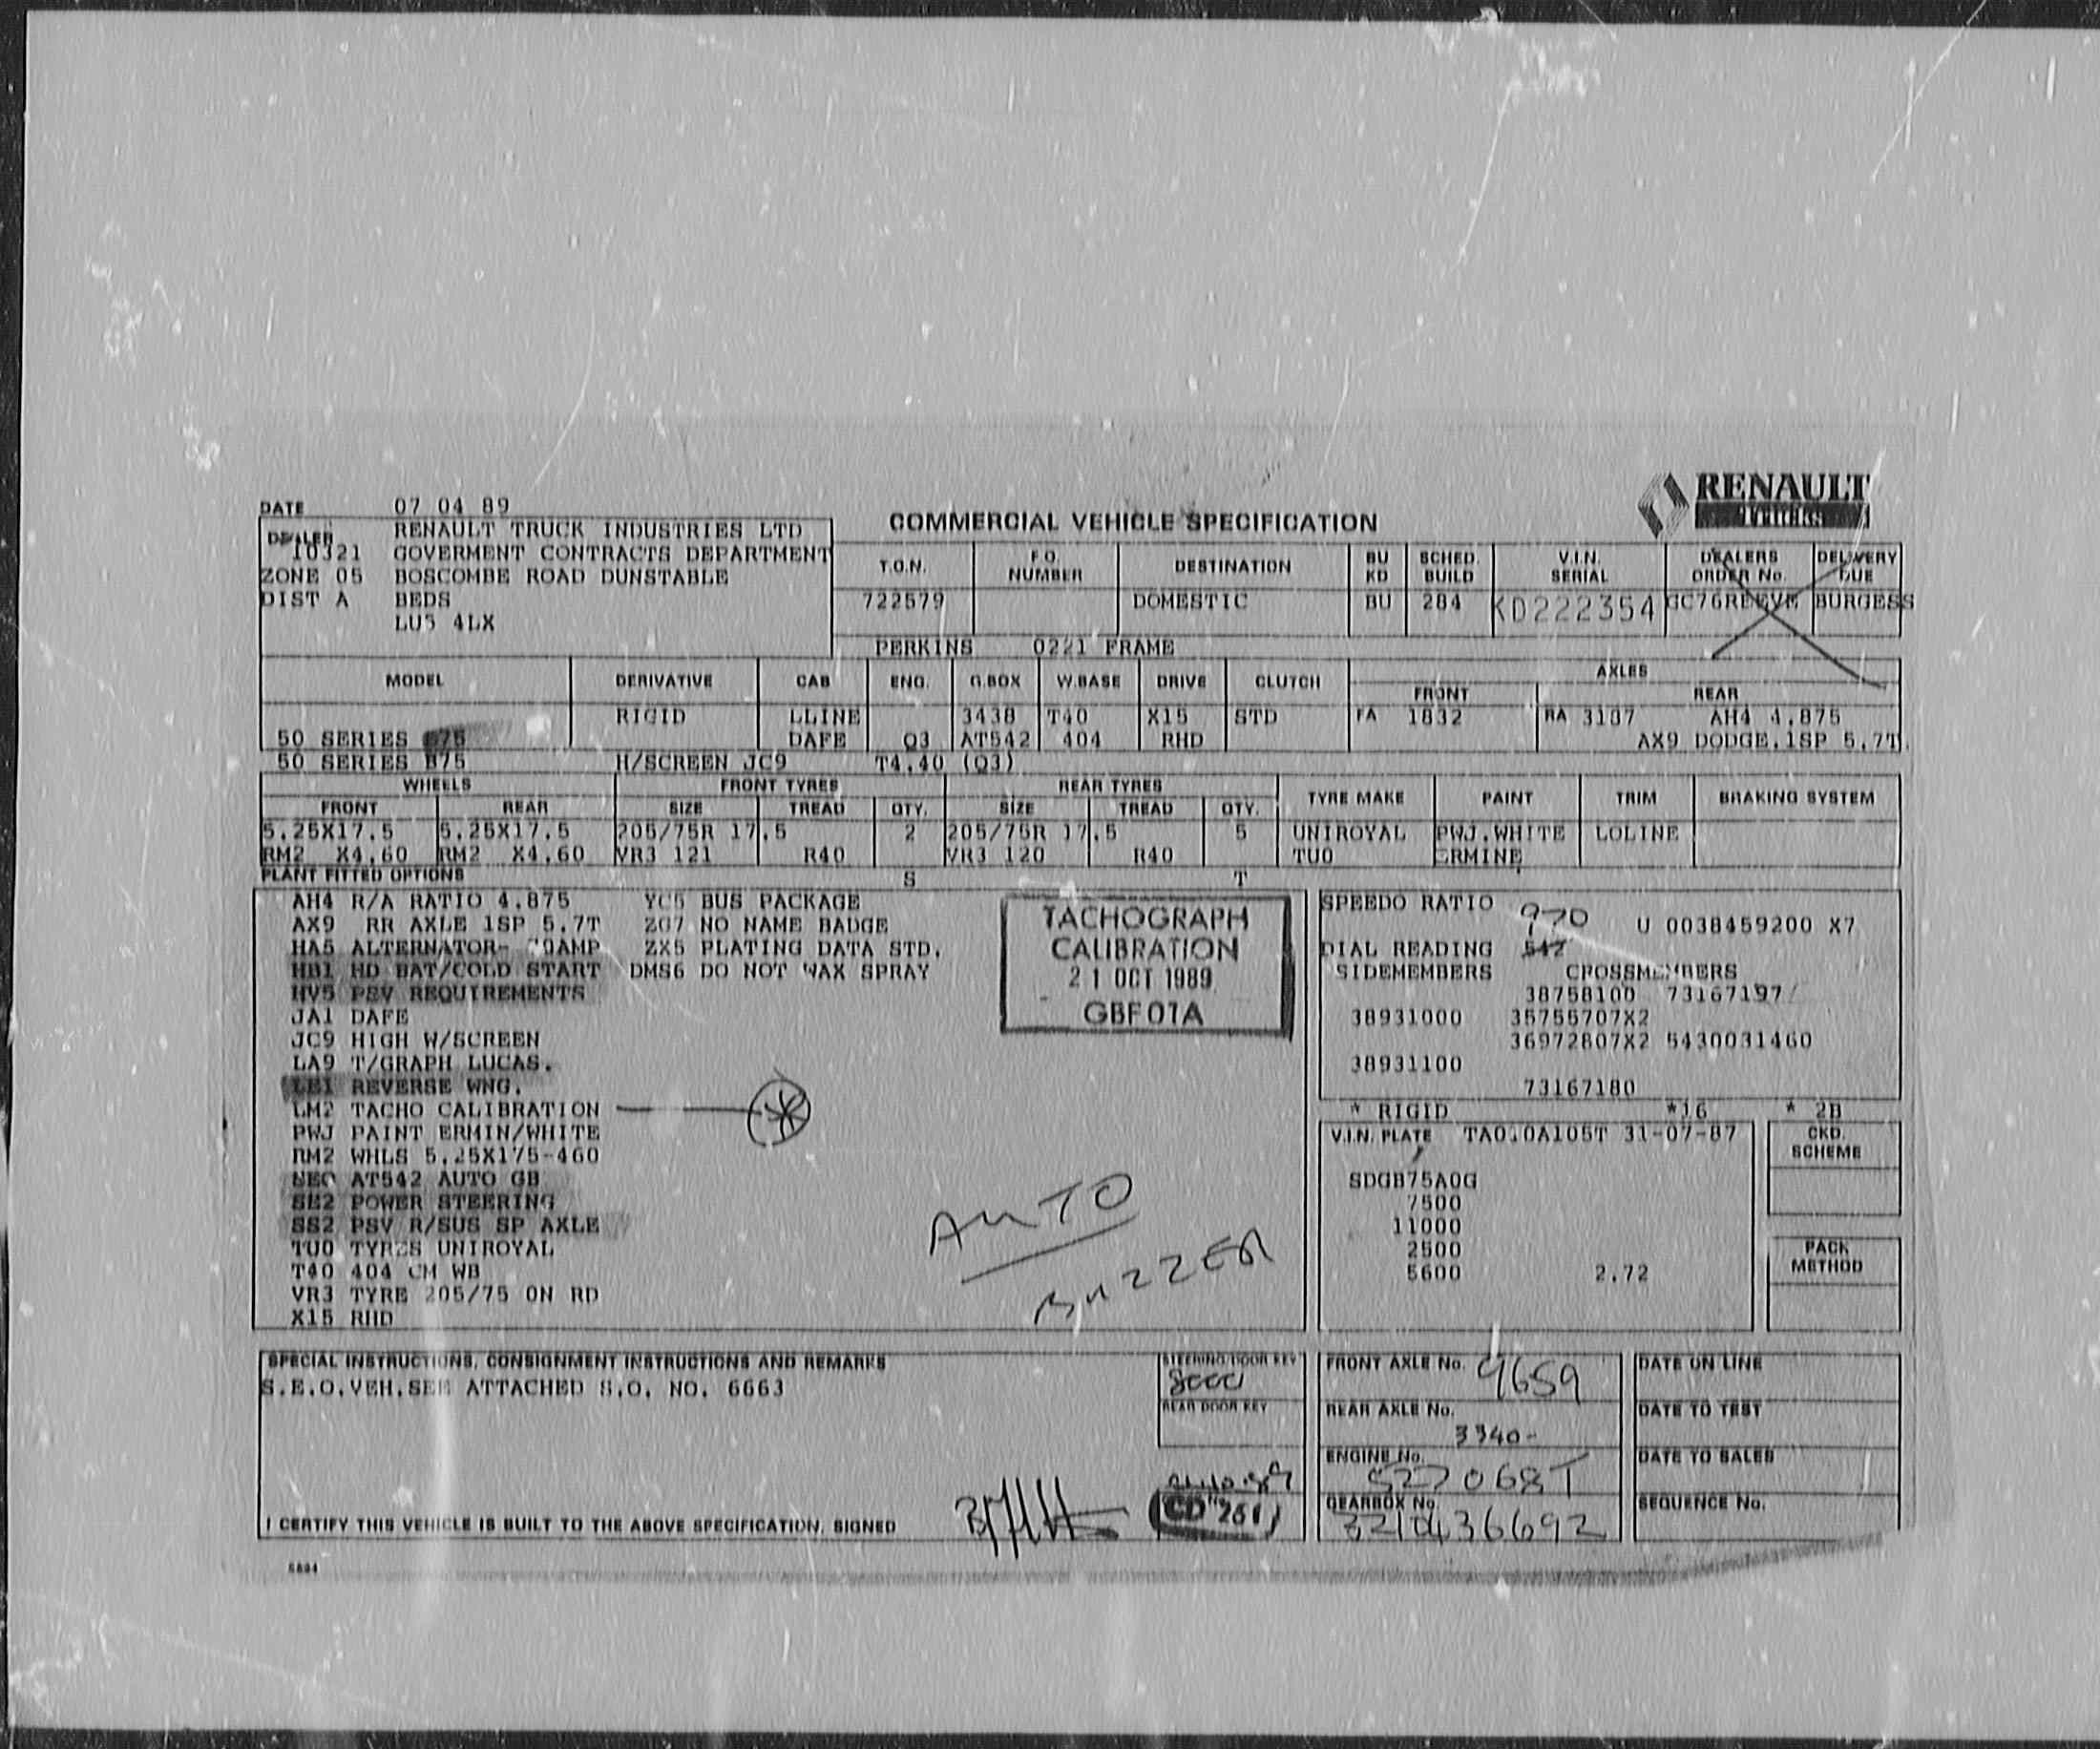 RENAULT
Trucks
DATE 07 04 89
COMMERCIAL VEHICLE SPECIFICATION
DEALER RENAULT TRUCK INDUSTRIES LTD
10321 GOVERMENT CONTRACTS DEPARTMENT
ZONE 05 BOSCOMBE ROAD DUNSTABLE
DIST A BEDS
LU5 4LX
T.O.N. F.O. NUMBER DESTINATION BU KD SCHED. BUILD V.I.N. SERIAL DEALERS ORDER No. DELIVERY DUE
722579 DOMESTIC BU 284 KD222354 GC76REEVE BURGESS
PERKINS 0221 FRAME
MODEL DERIVATIVE CAB ENG. G.BOX W.BASE DRIVE CLUTCH AXLES
FRONT REAR
RIGID LLINE 3438 T40 X15 STD FA 1832 RA 3107 AH4 4.875
50 SERIES B75 DAFE Q3 AT542 404 RHD AX9 DODGE.1SP 5.7T.
50 SERIES B75 H/SCREEN JC9 T4.40 (Q3)
WHEELS FRONT TYRES REAR TYRES TYRE MAKE PAINT TRIM BRAKING SYSTEM
FRONT REAR SIZE TREAD QTY. SIZE TREAD QTY.
5.25X17.5 5.25X17.5 205/75R 17.5 2 205/75R 17.5 5 UNIROYAL PWJ.WHITE LOLINE
RM2 X4.60 RM2 X4.60 VR3 121 R40 VR3 120 R40 TU0 ERMINE
PLANT FITTED OPTIONS S T
AH4 R/A RATIO 4.875 YC5 BUS PACKAGE
AX9 RR AXLE 1SP 5.7T ZG7 NO NAME BADGE
HA5 ALTERNATOR- AMP ZX5 PLATING DATA STD.
HB1 HD BAT/COLD START DMS6 DO NOT WAX SPRAY
HV5 PSV REQUIREMENTS
JA1 DAFE
JC9 HIGH W/SCREEN
LA9 T/GRAPH LUCAS.
LE1 REVERSE WNG.
LM2 TACHO CALIBRATION
PWJ PAINT ERMIN/WHITE
RM2 WHLS 5.25X175-460
AT542 AUTO GB
SE2 POWER STEERING
SS2 PSV R/SUS SP AXLE
TU0 TYRES UNIROYAL
T40 404 CM WB
VR3 TYRE 205/75 ON RD
X15 RHD
TACHOGRAPH
CALIBRATION
21 OCT 1989
GBF01A
AUTO
BUZZER
SPEEDO RATIO 970 U 0038459200 X7
DIAL READING 542
SIDEMEMBERS CROSSMEMBERS
38758100 73167197
38931000 35755707X2
36972807X2 5430031460
38931100
73167180
* RIGID *16 * 2B
V.I.N. PLATE TA010A105T 31-07-87
CKD. SCHEME
SDGB75A0G
7500
11000
2500
5600 2.72
PACK METHOD
SPECIAL INSTRUCTIONS, CONSIGNMENT INSTRUCTIONS AND REMARKS
S.E.O.VEH.SEE ATTACHED S.O. NO. 6663
STEERING/DOOR KEY
REAR DOOR KEY
CD 261
I CERTIFY THIS VEHICLE IS BUILT TO THE ABOVE SPECIFICATION. SIGNED
FRONT AXLE No. 9659
REAR AXLE No.
3340-
ENGINE No.
S27068T
GEARBOX No.
3210436692
DATE ON LINE
DATE TO TEST
DATE TO SALES
SEQUENCE No.